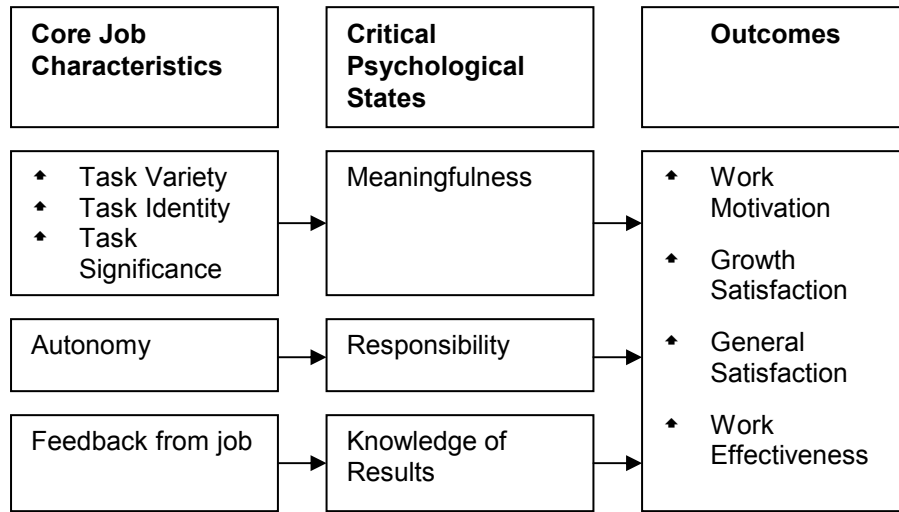 Core Job
Characteristics
Critical
Psychological
States
Outcomes
Task Variety
Task Identity
Task
Significance
Meaningfulness
Work
Motivation
Growth
Satisfaction
General
Satisfaction
Work
Effectiveness
Autonomy
Responsibility
Feedback from job
Knowledge of
Results